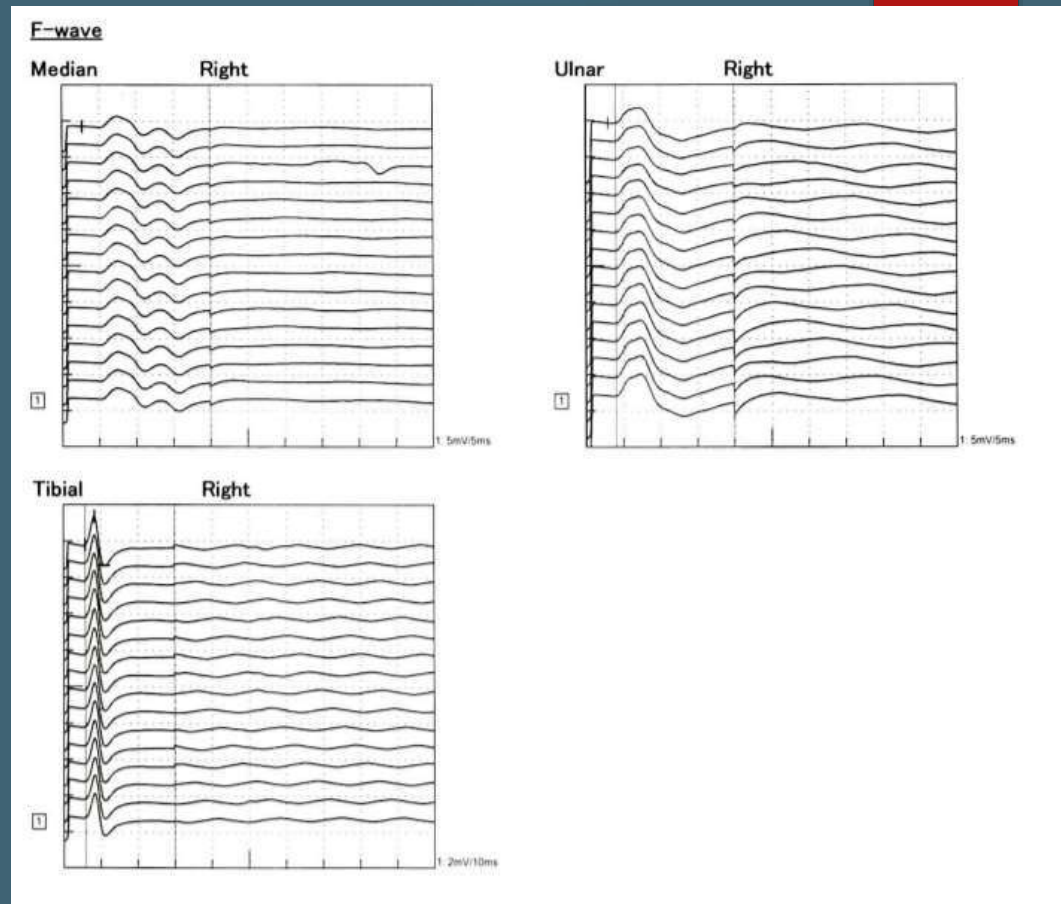 F-wave
Median Right
1
1: 5mV/5ms
Ulnar Right
1
1: 5mV/5ms
Tibial Right
1
1: 2mV/10ms